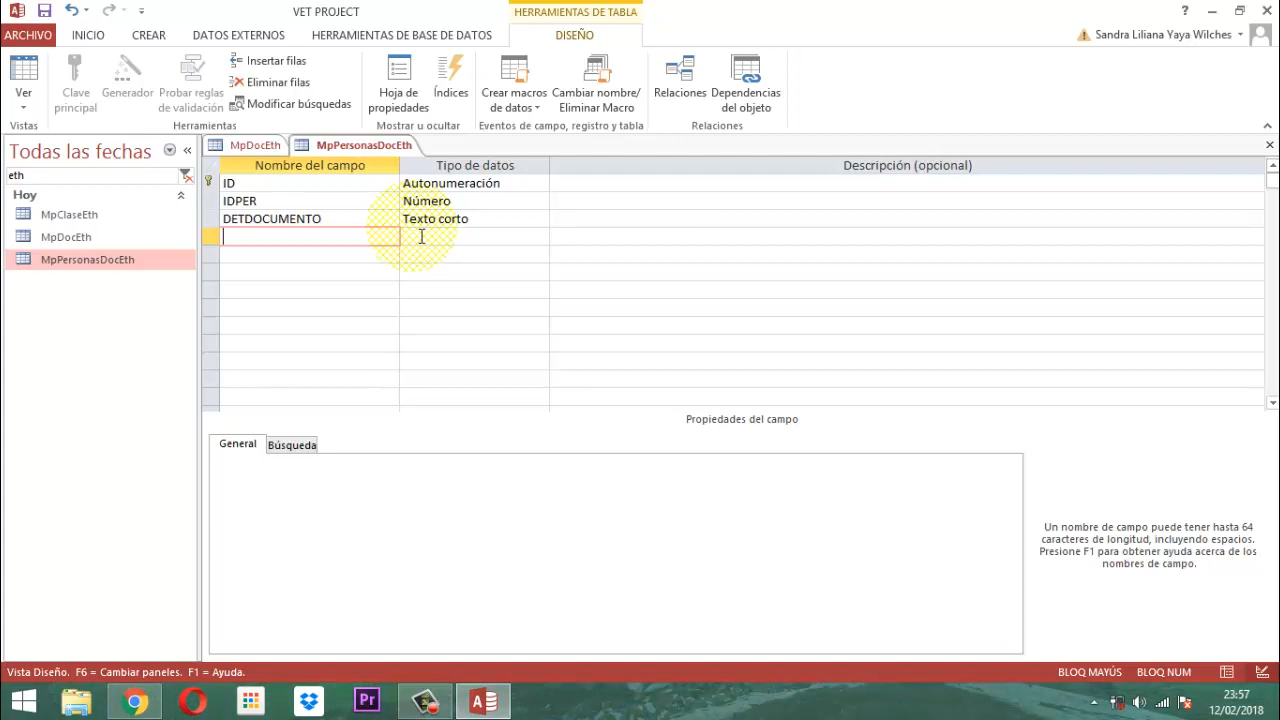 VET PROJECT
HERRAMIENTAS DE TABLA
?
ARCHIVO INICIO CREAR DATOS EXTERNOS HERRAMIENTAS DE BASE DE DATOS DISEÑO
Sandra Liliana Yaya Wilches
Ver
Clave principal
Generador
Probar reglas de validación
Insertar filas
Eliminar filas
Modificar búsquedas
Hoja de propiedades
Índices
Crear macros de datos
Cambiar nombre/ Eliminar Macro
Relaciones
Dependencias del objeto
Vistas
Herramientas
Mostrar u ocultar
Eventos de campo, registro y tabla
Relaciones
Todas las fechas
eth
Hoy
MpClaseEth
MpDocEth
MpPersonasDocEth
MpDocEth MpPersonasDocEth
Nombre del campo Tipo de datos Descripción (opcional)
ID Autonumeración
IDPER Número
DETDOCUMENTO Texto corto
Propiedades del campo
General Búsqueda
Un nombre de campo puede tener hasta 64
caracteres de longitud, incluyendo espacios.
Presione F1 para obtener ayuda acerca de los
nombres de campo.
Vista Diseño. F6 = Cambiar paneles. F1 = Ayuda.
BLOQ MAYÚS BLOQ NUM
Pr
23:57
12/02/2018